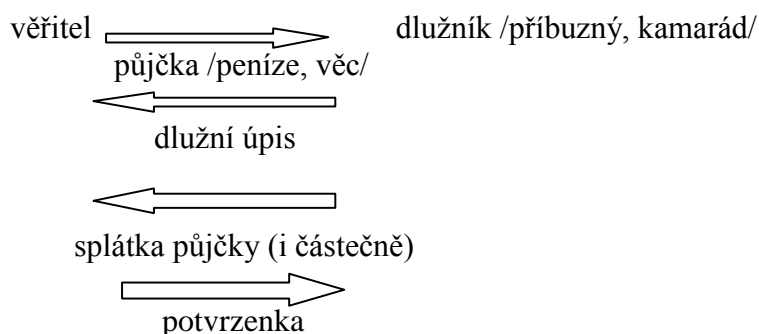 věřitel dlužník /příbuzný, kamarád/
půjčka /peníze, věc/
dlužní úpis
splátka půjčky (i částečně)
potvrzenka